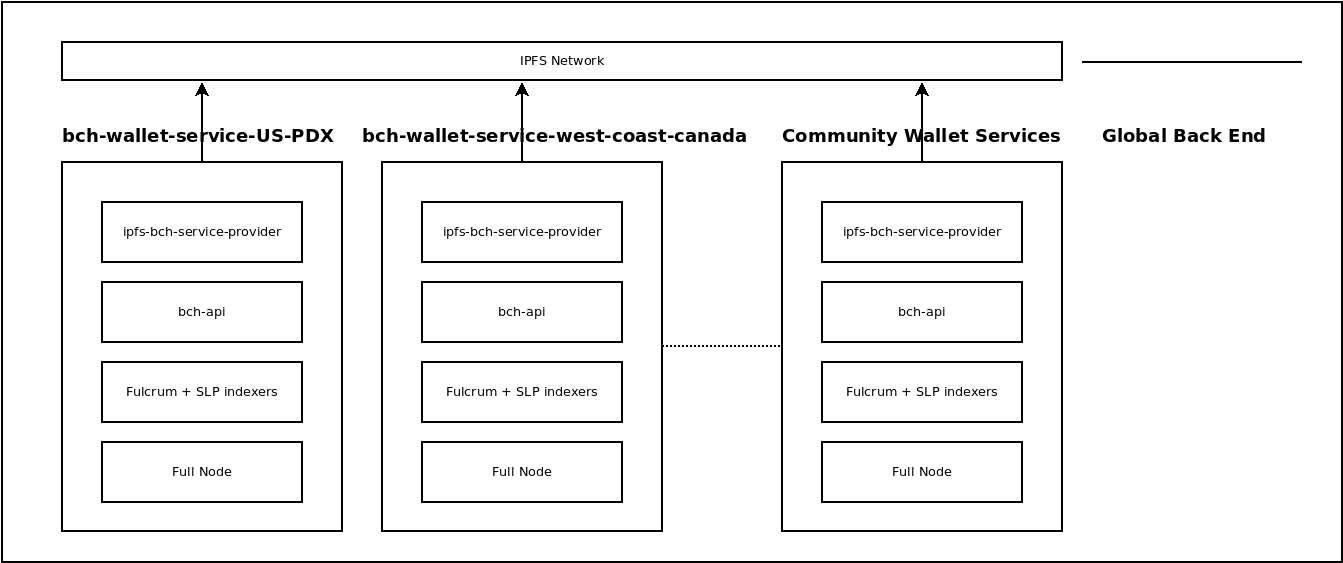 IPFS Network
bch-wallet-service-US-PDX
bch-wallet-service-west-coast-canada
Community Wallet Services
Global Back End
ipfs-bch-service-provider
bch-api
Fulcrum + SLP indexers
Full Node
ipfs-bch-service-provider
bch-api
Fulcrum + SLP indexers
Full Node
ipfs-bch-service-provider
bch-api
Fulcrum + SLP indexers
Full Node